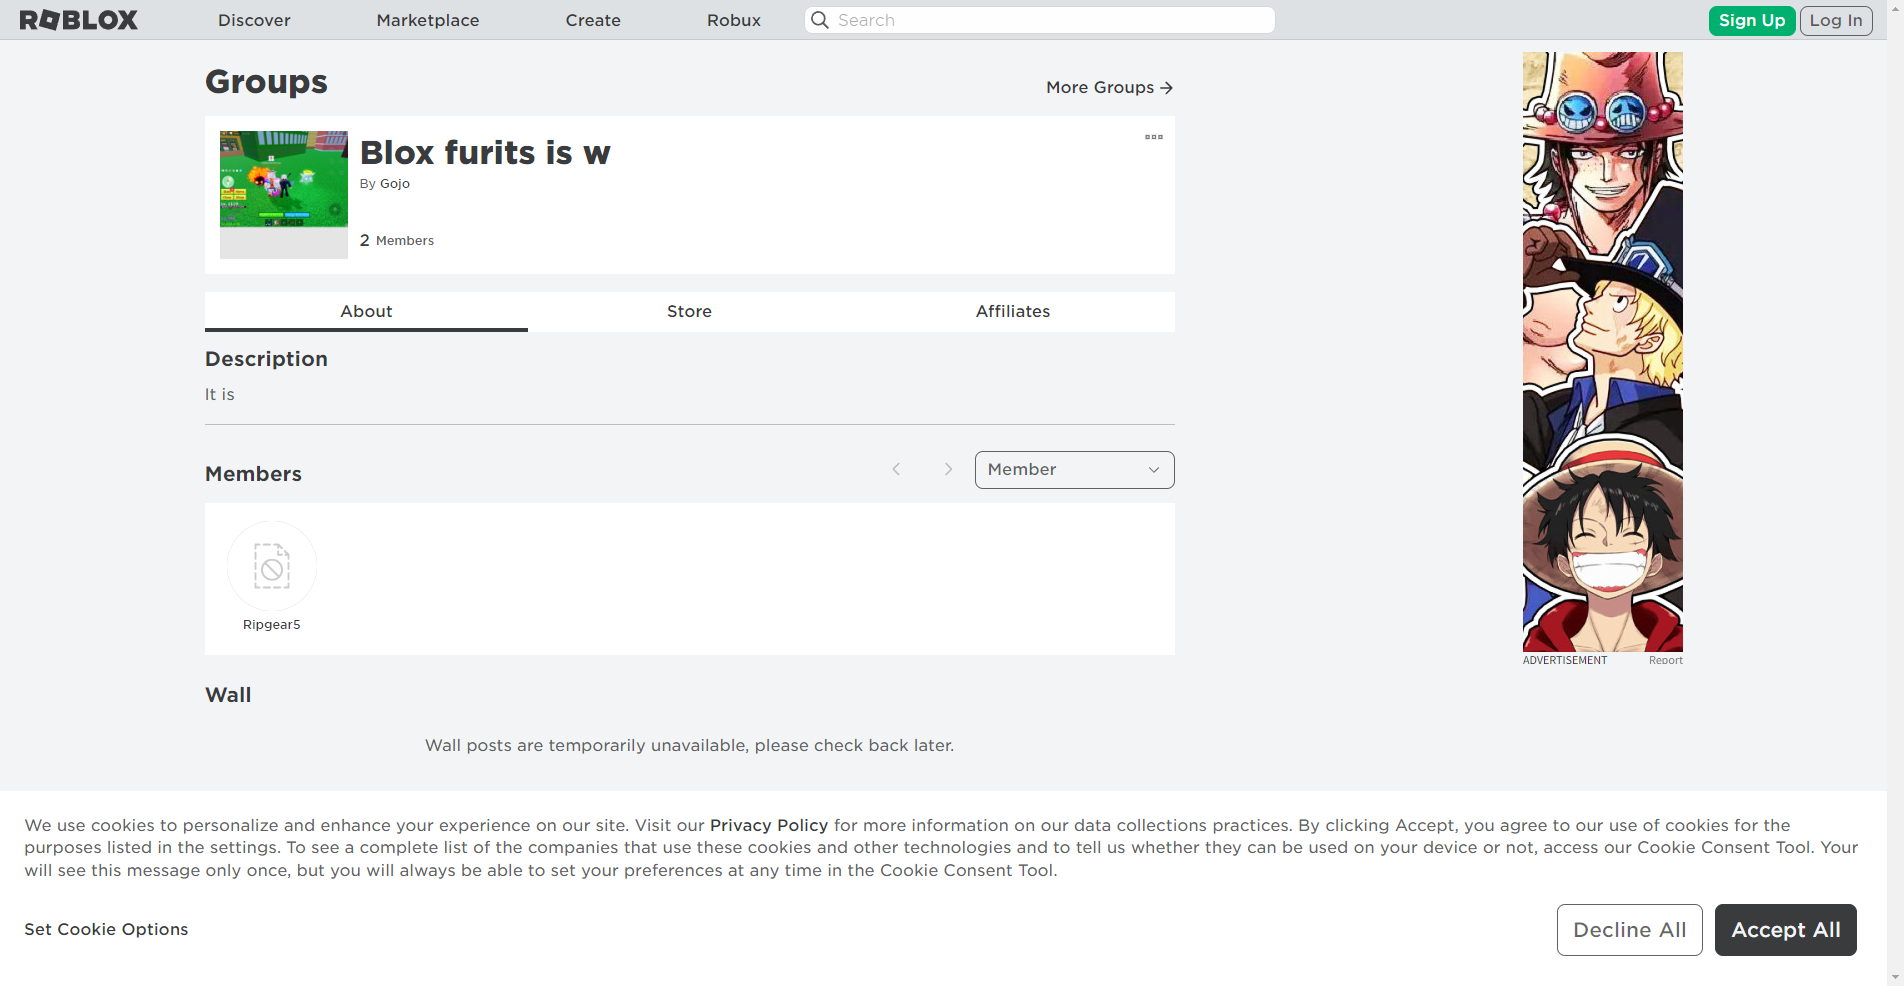 ROBLOX Discover Marketplace Create Robux Search Sign Up Log In
Groups
More Groups
Blox furits is w
By Gojo
2 Members
About Store Affiliates
Description
It is
Members
Member
Ripgear5
Wall
Wall posts are temporarily unavailable, please check back later.
ADVERTISEMENT Report
We use cookies to personalize and enhance your experience on our site. Visit our Privacy Policy for more information on our data collections practices. By clicking Accept, you agree to our use of cookies for the
purposes listed in the settings. To see a complete list of the companies that use these cookies and other technologies and to tell us whether they can be used on your device or not, access our Cookie Consent Tool. Your
will see this message only once, but you will always be able to set your preferences at any time in the Cookie Consent Tool.
Set Cookie Options
Decline All Accept All